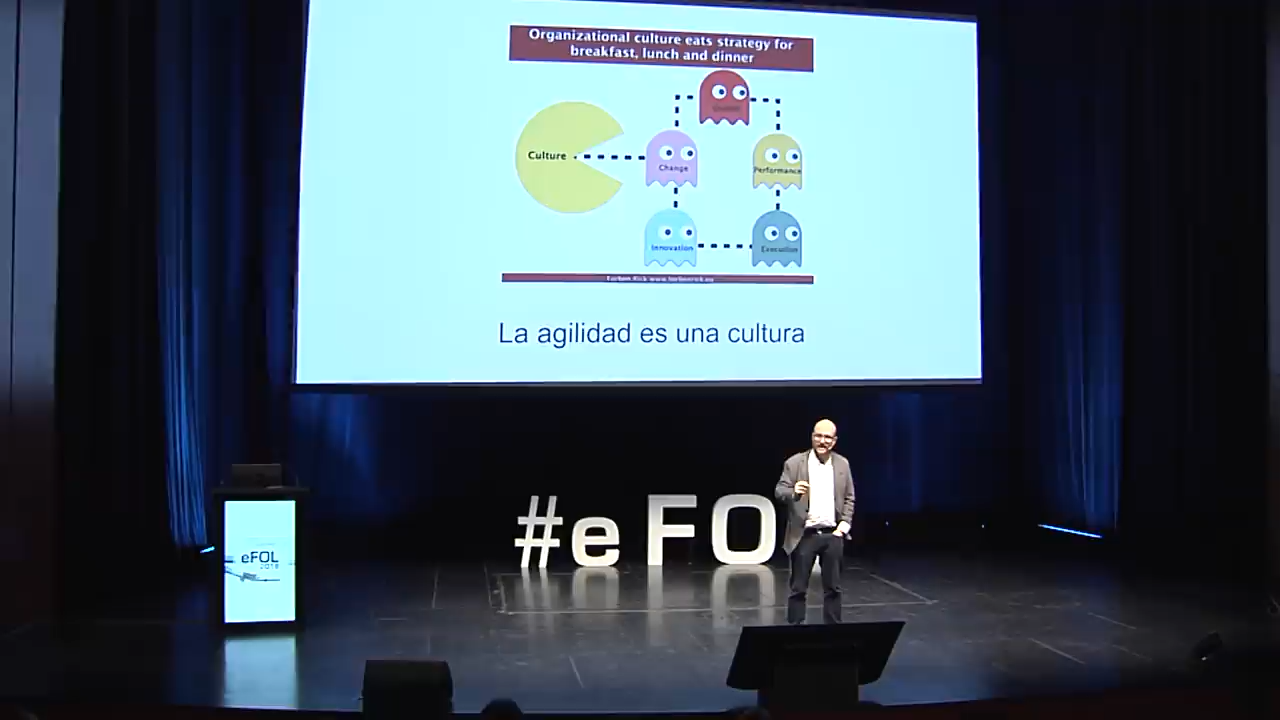 Organizational culture eats strategy for
breakfast, lunch and dinner
Culture
Change
Performance
Innovation
Execution
La agilidad es una cultura
#eFO
eFOL
2018